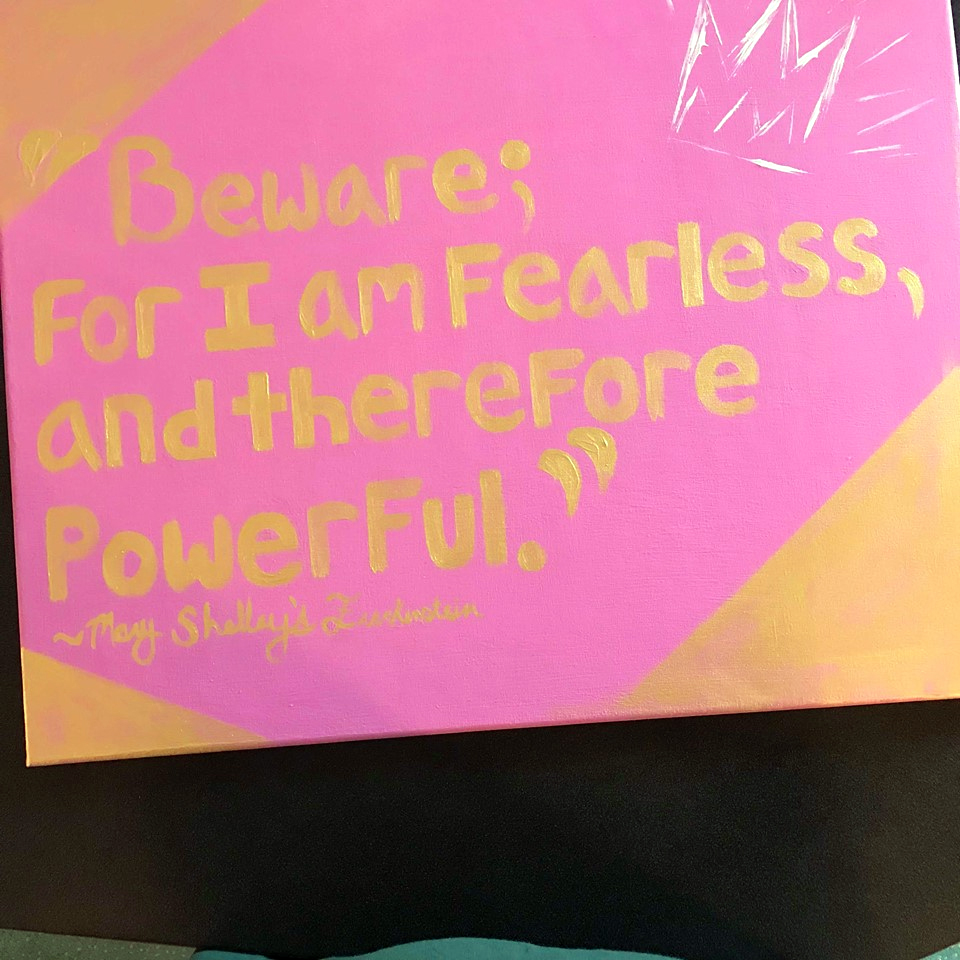 “Beware;
For I am Fearless,
and therefore
Powerful.”
~Mary Shelley's Frankenstein